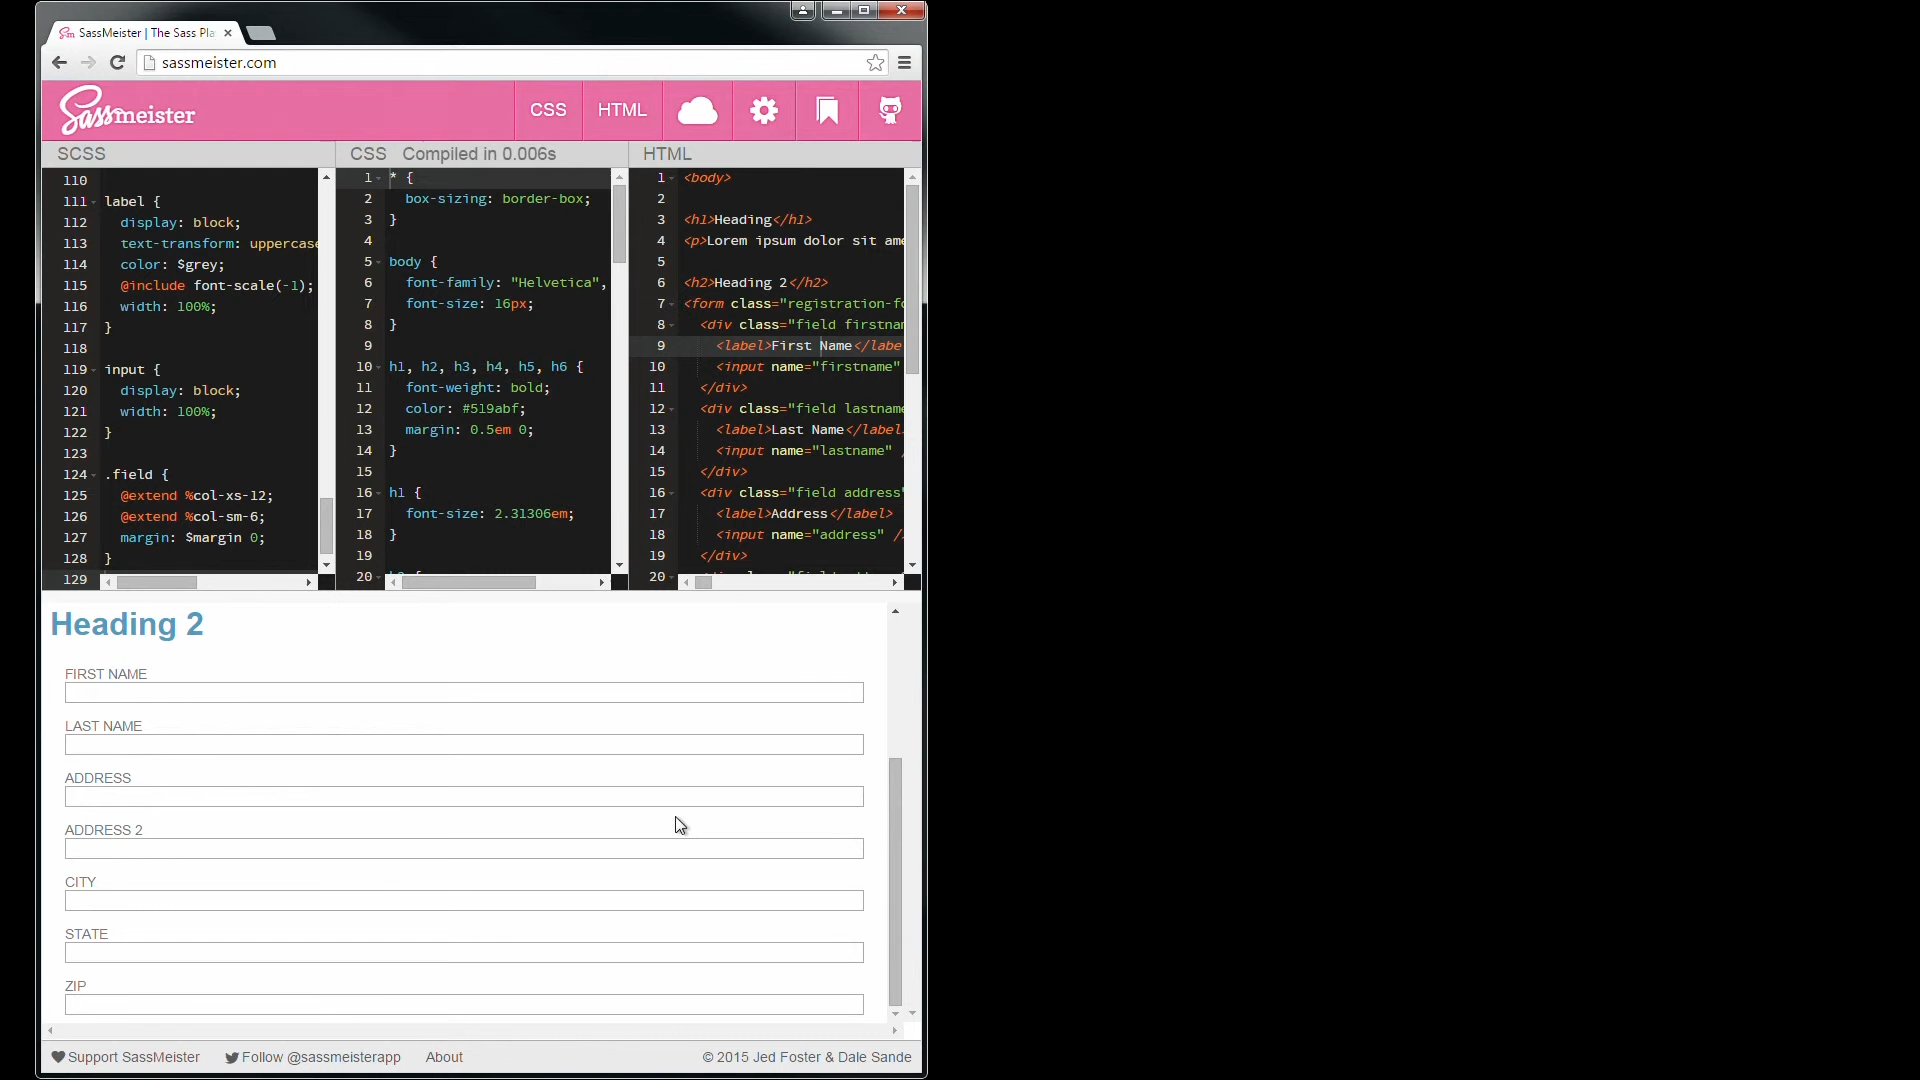 SassMeister | The Sass Pla
sassmeister.com
Sassmeister
CSS
HTML
SCSS
CSS Compiled in 0.006s
HTML
110
111 label {
112 display: block;
113 text-transform: uppercase
114 color: $grey;
115 @include font-scale(-1);
116 width: 100%;
117 }
118
119 input {
120 display: block;
121 width: 100%;
122 }
123
124 .field {
125 @extend %col-xs-12;
126 @extend %col-sm-6;
127 margin: $margin 0;
128 }
129
1 * {
2 box-sizing: border-box;
3 }
4
5 body {
6 font-family: "Helvetica",
7 font-size: 16px;
8 }
9
10 h1, h2, h3, h4, h5, h6 {
11 font-weight: bold;
12 color: #519abf;
13 margin: 0.5em 0;
14 }
15
16 h1 {
17 font-size: 2.31306em;
18 }
19
20
1 <body>
2
3 <h1>Heading</h1>
4 <p>Lorem ipsum dolor sit ame
5
6 <h2>Heading 2</h2>
7 <form class="registration-fo
8 <div class="field firstnam
9 <label>First Name</labe
10 <input name="firstname"
11 </div>
12 <div class="field lastname
13 <label>Last Name</label
14 <input name="lastname" /
15 </div>
16 <div class="field address"
17 <label>Address</label>
18 <input name="address" /
19 </div>
20
Heading 2
FIRST NAME
LAST NAME
ADDRESS
ADDRESS 2
CITY
STATE
ZIP
Support SassMeister
Follow @sassmeisterapp
About
© 2015 Jed Foster & Dale Sande